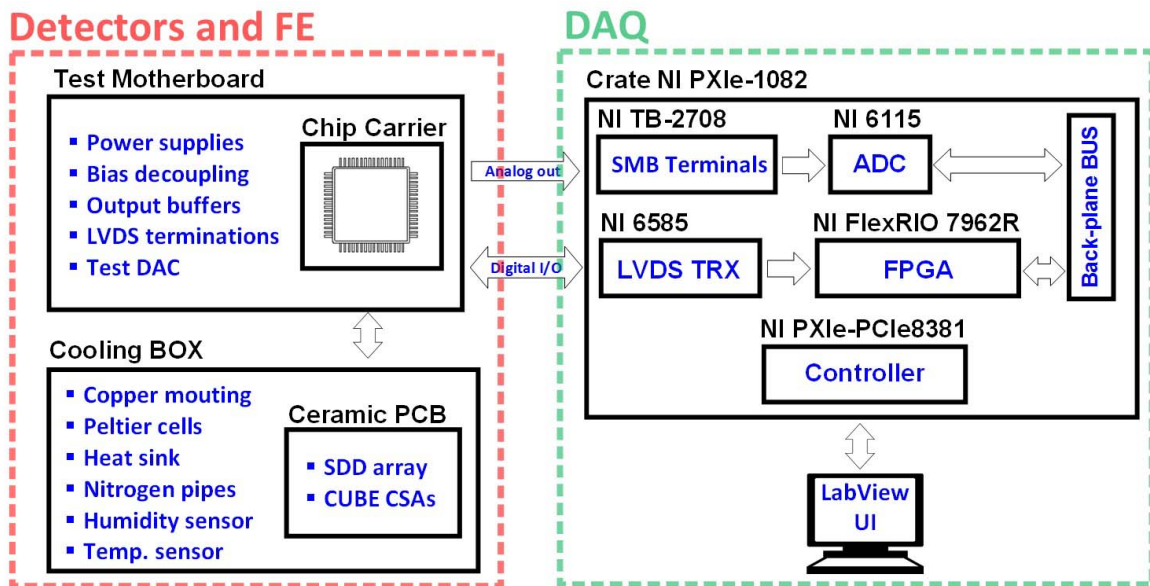 Detectors and FE
Test Motherboard
▪ Power supplies
▪ Bias decoupling
▪ Output buffers
▪ LVDS terminations
▪ Test DAC
Chip Carrier
Cooling BOX
▪ Copper mouting
▪ Peltier cells
▪ Heat sink
▪ Nitrogen pipes
▪ Humidity sensor
▪ Temp. sensor
Ceramic PCB
▪ SDD array
▪ CUBE CSAs
Analog out
Digital I/O
DAQ
Crate NI PXIe-1082
NI TB-2708
SMB Terminals
NI 6115
ADC
NI 6585
LVDS TRX
NI FlexRIO 7962R
FPGA
Back-plane BUS
NI PXIe-PCIe8381
Controller
LabView
UI